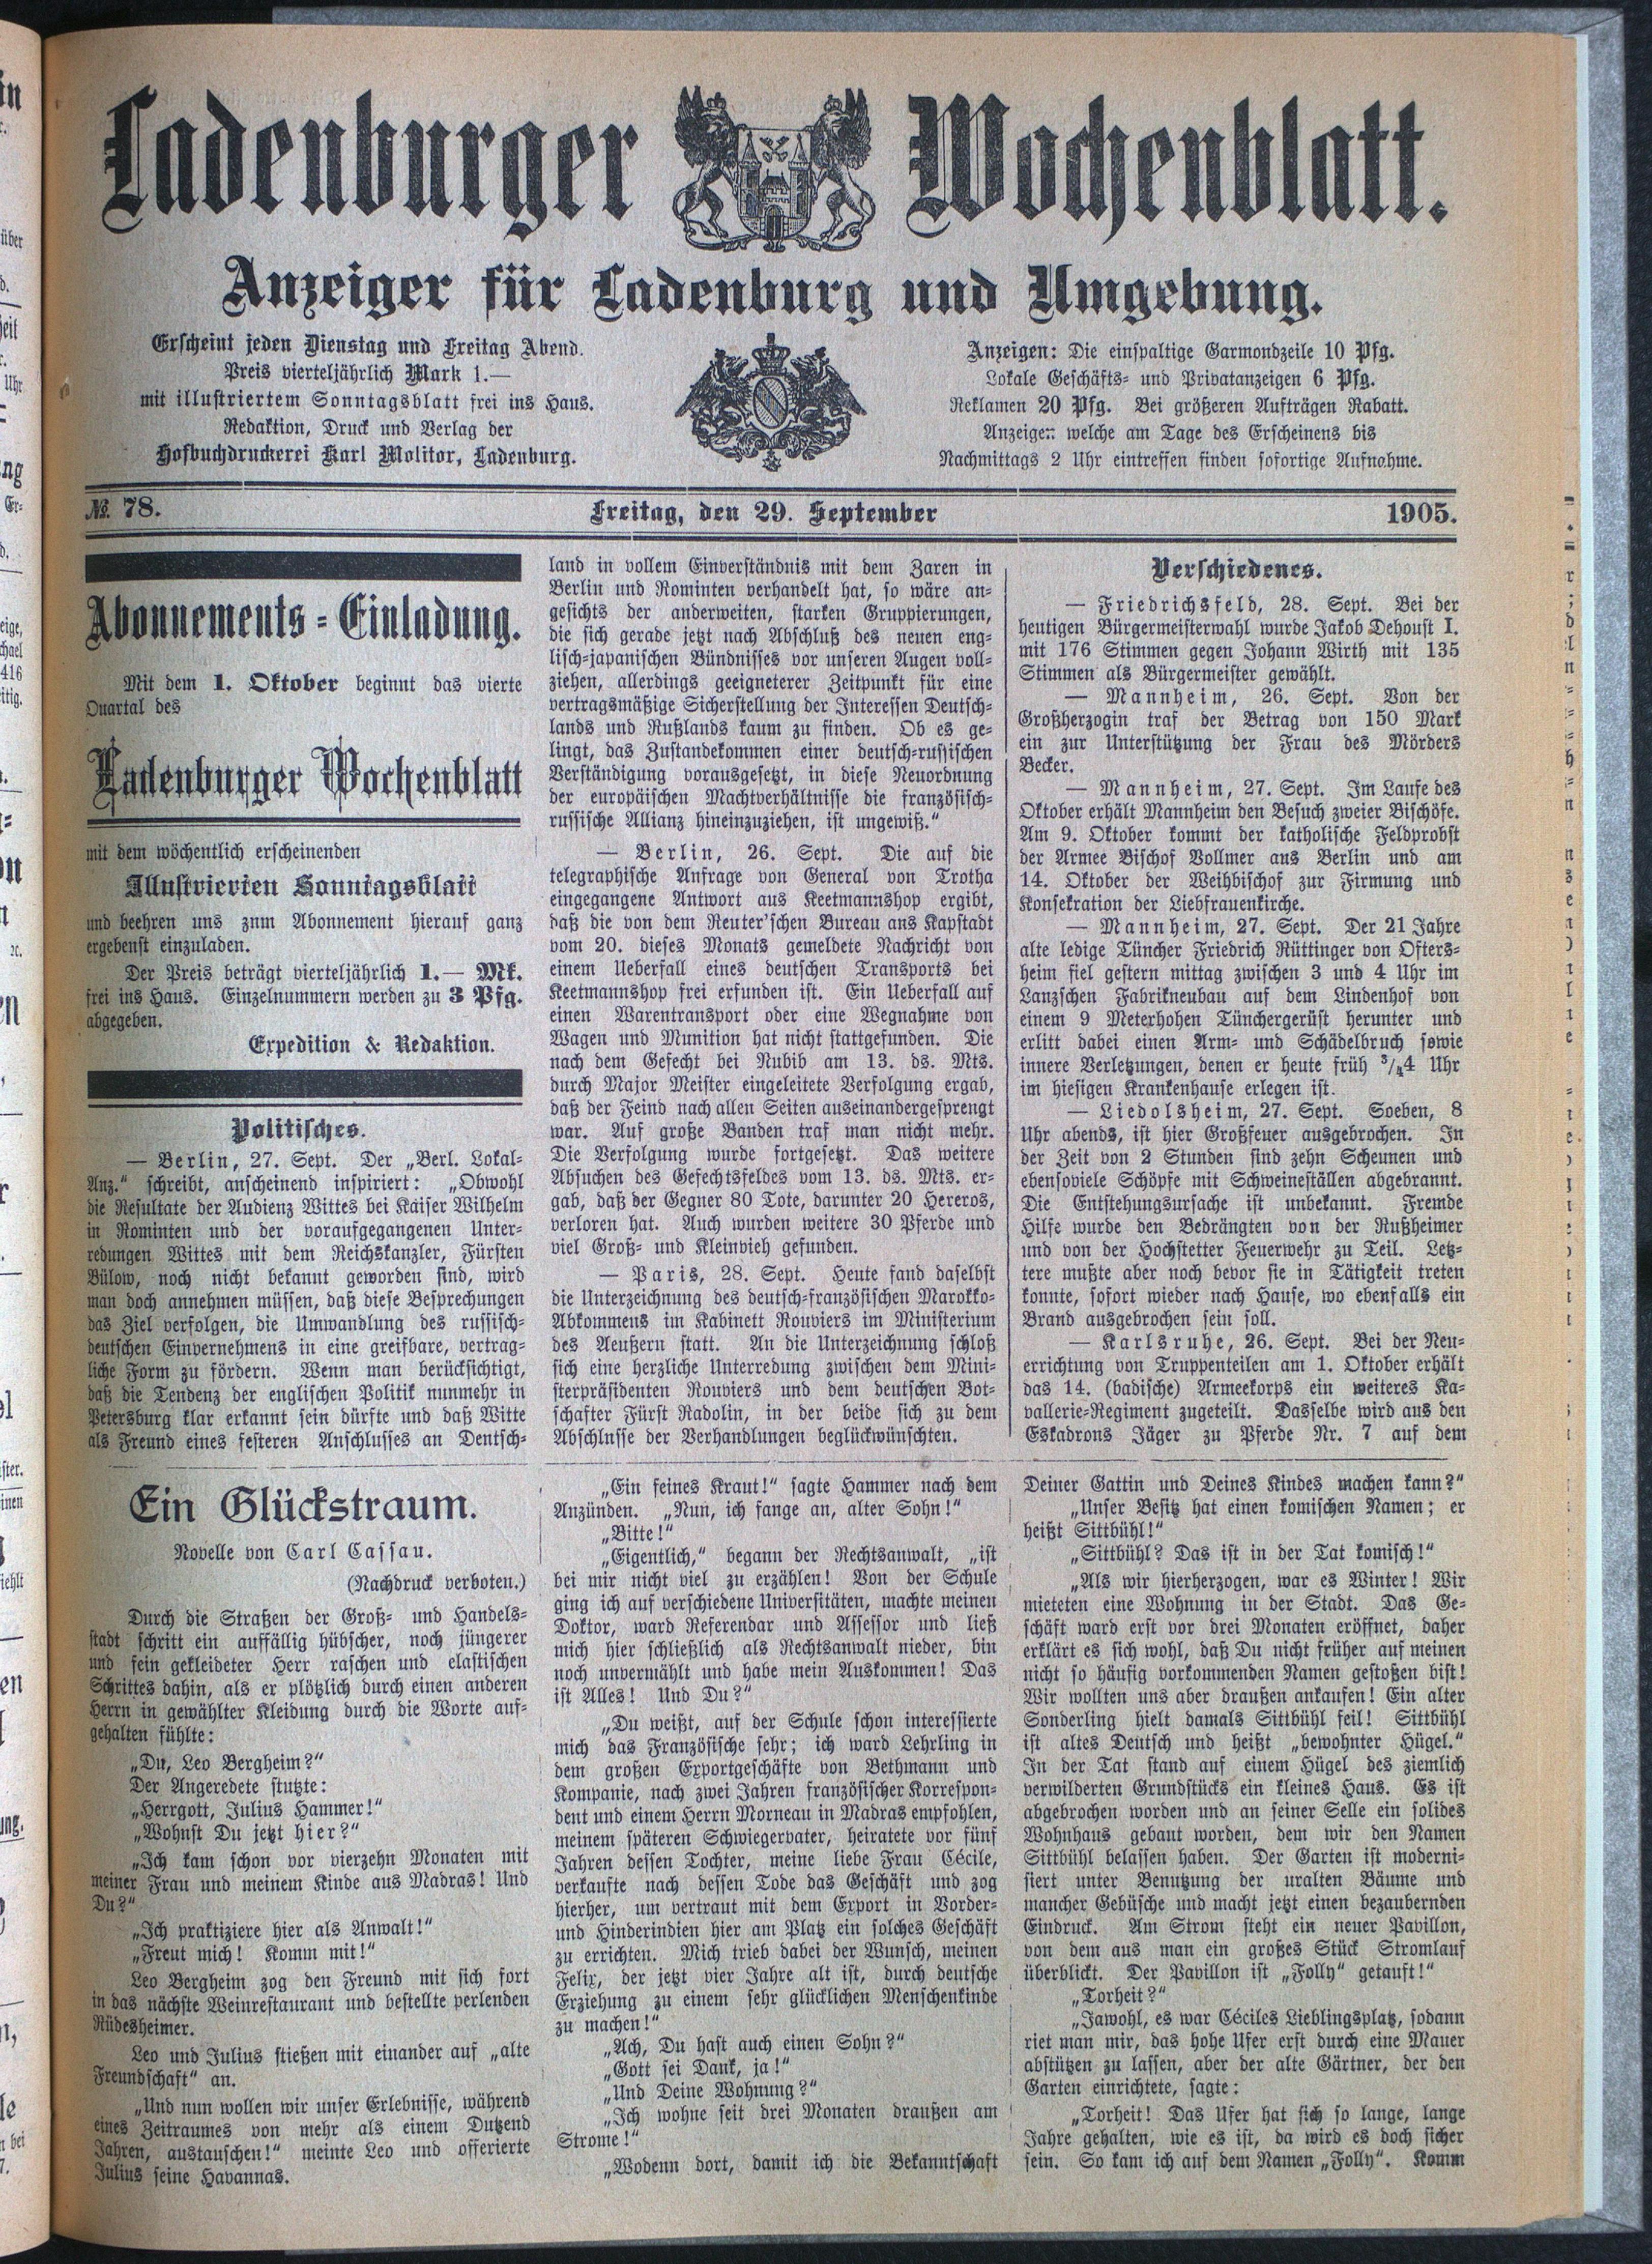 Ladenburger Wochenblatt.
Anzeiger für Ladenburg und Umgebung.
Erscheint jeden Dienstag und Freitag Abend.
Preis vierteljährlich Mark 1.—
mit illustriertem Sonntagsblatt frei ins Haus.
Redaktion, Druck und Verlag der
Hofbuchdruckerei Karl Molitor, Ladenburg.
Anzeigen: Die einspaltige Garmondzeile 10 Pfg.
Lokale Geschäfts- und Privatanzeigen 6 Pfg.
Reklamen 20 Pfg. Bei größeren Aufträgen Rabatt.
Anzeigen welche am Tage des Erscheinens bis
Nachmittags 2 Uhr eintreffen finden sofortige Aufnahme.
№ 78. Freitag, den 29. September 1905.
Abonnements-Einladung.
Mit dem 1. Oktober beginnt das vierte
Quartal des
Ladenburger Wochenblatt
mit dem wöchentlich erscheinenden
Illustrierten Sonntagsblatt
und beehren uns znm Abonnement hierauf ganz
ergebenst einzuladen.
Der Preis beträgt vierteljährlich 1.— Mk.
frei ins Haus. Einzelnummern werden zu 3 Pfg.
abgegeben.
Expedition & Redaktion.
Politisches.
— Berlin, 27. Sept. Der „Berl. Lokal-
Anz.“ schreibt, anscheinend inspiriert: „Obwohl
die Resultate der Audienz Wittes bei Kaiser Wilhelm
in Rominten und der voraufgegangenen Unter-
redungen Wittes mit dem Reichskanzler, Fürsten
Bülow, noch nicht bekannt geworden sind, wird
man doch annehmen müssen, daß diese Besprechungen
das Ziel verfolgen, die Umwandlung des russisch-
deutschen Einvernehmens in eine greifbare, vertrag-
liche Form zu fördern. Wenn man berücksichtigt,
daß die Tendenz der englischen Politik nunmehr in
Petersburg klar erkannt sein dürfte und daß Witte
als Freund eines festeren Anschlusses an Deutsch-
land in vollem Einverständnis mit dem Zaren in
Berlin und Rominten verhandelt hat, so wäre an-
gesichts der anderweiten, starken Gruppierungen,
die sich gerade jetzt nach Abschluß des neuen eng-
lisch-japanischen Bündnisses vor unseren Augen voll-
ziehen, allerdings geeigneterer Zeitpunkt für eine
vertragsmäßige Sicherstellung der Interessen Deutsch-
lands und Rußlands kaum zu finden. Ob es ge-
lingt, das Zustandekommen einer deutsch-russischen
Verständigung vorausgesetzt, in diese Neuordnung
der europäischen Machtverhältnisse die französisch-
russische Allianz hineinzuziehen, ist ungewiß.“
— Berlin, 26. Sept. Die auf die
telegraphische Anfrage von General von Trotha
eingegangene Antwort aus Keetmannshop ergibt,
daß die von dem Reuter'schen Bureau ans Kapstadt
vom 20. dieses Monats gemeldete Nachricht von
einem Ueberfall eines deutschen Transports bei
Keetmannshop frei erfunden ist. Ein Ueberfall auf
einen Warentransport oder eine Wegnahme von
Wagen und Munition hat nicht stattgefunden. Die
nach dem Gefecht bei Nubib am 13. ds. Mts.
durch Major Meister eingeleitete Verfolgung ergab,
daß der Feind nach allen Seiten auseinandergesprengt
war. Auf große Banden traf man nicht mehr.
Die Verfolgung wurde fortgesetzt. Das weitere
Absuchen des Gefechtsfeldes vom 13. ds. Mts. er-
gab, daß der Gegner 80 Tote, darunter 20 Hereros,
verloren hat. Auch wurden weitere 30 Pferde und
viel Groß- und Kleinvieh gefunden.
— Paris, 28. Sept. Heute fand daselbst
die Unterzeichnung des deutsch-französischen Marokko-
Abkommens im Kabinett Rouviers im Ministerium
des Aeußern statt. An die Unterzeichnung schloß
sich eine herzliche Unterredung zwischen dem Mini-
sterpräsidenten Rouviers und dem deutschen Bot-
schafter Fürst Radolin, in der beide sich zu dem
Abschlnsse der Verhandlungen beglückwünschten.
Verschiedenes.
— Friedrichsfeld, 28. Sept. Bei der
heutigen Bürgermeisterwahl wurde Jakob Dehoust I.
mit 176 Stimmen gegen Johann Wirth mit 135
Stimmen als Bürgermeister gewählt.
— Mannheim, 26. Sept. Von der
Großherzogin traf der Betrag von 150 Mark
ein zur Unterstützung der Frau des Mörders
Becker.
— Mannheim, 27. Sept. Im Laufe des
Oktober erhält Mannheim den Besuch zweier Bischöfe.
Am 9. Oktober kommt der katholische Feldprobst
der Armee Bischof Vollmer aus Berlin und am
14. Oktober der Weihbischof zur Firmung und
Konsekration der Liebfrauenkirche.
— Mannheim, 27. Sept. Der 21 Jahre
alte ledige Tüncher Friedrich Rüttinger von Ofters-
heim fiel gestern mittag zwischen 3 und 4 Uhr im
Lanzschen Fabrikneubau auf dem Lindenhof von
einem 9 Meterhohen Tünchergerüst herunter und
erlitt dabei einen Arm- und Schädelbruch sowie
innere Verletzungen, denen er heute früh ¾4 Uhr
im hiesigen Krankenhause erlegen ist.
— Liedolsheim, 27. Sept. Soeben, 8
Uhr abends, ist hier Großfeuer ausgebrochen. In
der Zeit von 2 Stunden sind zehn Scheunen und
ebensoviele Schöpfe mit Schweineställen abgebrannt.
Die Entstehungsursache ist unbekannt. Fremde
Hilfe wurde den Bedrängten von der Rußheimer
und von der Hochstetter Feuerwehr zu Teil. Letz-
tere mußte aber noch bevor sie in Tätigkeit treten
konnte, sofort wieder nach Hause, wo ebenfalls ein
Brand ausgebrochen sein soll.
— Karlsruhe, 26. Sept. Bei der Neu-
errichtung von Truppenteilen am 1. Oktober erhält
das 14. (badische) Armeekorps ein weiteres Ka-
vallerie-Regiment zugeteilt. Dasselbe wird aus den
Eskadrons Jäger zu Pferde Nr. 7 auf dem
Ein Glückstraum.
Novelle von Carl Cassau.
(Nachdruck verboten.)
Durch die Straßen der Groß- und Handels-
stadt schritt ein auffällig hübscher, noch jüngerer
und fein gekleideter Herr raschen und elastischen
Schrittes dahin, als er plötzlich durch einen anderen
Herrn in gewählter Kleidung durch die Worte auf-
gehalten fühlte:
„Du, Leo Bergheim?“
Der Angeredete stutzte:
„Herrgott, Julius Hammer!“
„Wohnst Du jetzt hier?“
„Ich kam schon vor vierzehn Monaten mit
meiner Frau und meinem Kinde aus Madras! Und
Du?“
„Ich praktiziere hier als Anwalt!“
„Freut mich! Komm mit!“
Leo Bergheim zog den Freund mit sich fort
in das nächste Weinrestaurant und bestellte perlenden
Rüdesheimer.
Leo und Julius stießen mit einander auf „alte
Freundschaft“ an.
„Und nun wollen wir unser Erlebnisse, während
eines Zeitraumes von mehr als einem Dutzend
Jahren, austauschen!“ meinte Leo und offerierte
Julius seine Havannas.
„Ein feines Kraut!“ sagte Hammer nach dem
Anzünden. „Nun, ich fange an, alter Sohn!“
„Bitte!“
„Eigentlich,“ begann der Rechtsanwalt, „ist
bei mir nicht viel zu erzählen! Von der Schule
ging ich auf verschiedene Universitäten, machte meinen
Doktor, ward Referendar und Assessor und ließ
mich hier schließlich als Rechtsanwalt nieder, bin
noch unvermählt und habe mein Auskommen! Das
ist Alles! Und Du?“
„Du weißt, auf der Schule schon interessierte
mich das Französische sehr; ich ward Lehrling in
dem großen Exportgeschäfte von Bethmann und
Kompanie, nach zwei Jahren französischer Korrespon-
dent und einem Herrn Morneau in Madras empfohlen,
meinem späteren Schwiegervater, heiratete vor fünf
Jahren dessen Tochter, meine liebe Frau Cécile,
verkaufte nach dessen Tode das Geschäft und zog
hierher, um vertraut mit dem Export in Vorder-
und Hinderindien hier am Platz ein solches Geschäft
zu errichten. Mich trieb dabei der Wunsch, meinen
Felix, der jetzt vier Jahre alt ist, durch deutsche
Erziehung zu einem sehr glücklichen Menschenkinde
zu machen!“
„Ach, Du hast auch einen Sohn?“
„Gott sei Dank, ja!“
„Und Deine Wohnung?“
„Ich wohne seit drei Monaten draußen am
Strome!“
„Wodenn dort, damit ich die Bekanntschaft
Deiner Gattin und Deines Kindes machen kann?“
„Unser Besitz hat einen komischen Namen; er
heißt Sittbühl!“
„Sittbühl? Das ist in der Tat komisch!“
„Als wir hierherzogen, war es Winter! Wir
mieteten eine Wohnung in der Stadt. Das Ge-
schäft ward erst vor drei Monaten eröffnet, daher
erklärt es sich wohl, daß Du nicht früher auf meinen
nicht so häufig vorkommenden Namen gestoßen bist!
Wir wollten uns aber draußen ankaufen! Ein alter
Sonderling hielt damals Sittbühl feil! Sittbühl
ist altes Deutsch und heißt „bewohnter Hügel.“
In der Tat stand auf einem Hügel des ziemlich
verwilderten Grundstücks ein kleines Haus. Es ist
abgebrochen worden und an seiner Selle ein solides
Wohnhaus gebaut worden, dem wir den Namen
Sittbühl belassen haben. Der Garten ist moderni-
siert unter Benutzung der uralten Bäume und
mancher Gebüsche und macht jetzt einen bezaubernden
Eindruck. Am Strom steht ein neuer Pavillon,
von dem aus man ein großes Stück Stromlauf
überblickt. Der Pavillon ist „Folly“ getauft!“
„Torheit?“
„Jawohl, es war Céciles Lieblingsplatz, sodann
riet man mir, das hohe Ufer erst durch eine Mauer
abstützen zu lassen, aber der alte Gärtner, der den
Garten einrichtete, sagte:
„Torheit! Das Ufer hat sich so lange, lange
Jahre gehalten, wie es ist, da wird es doch sicher
sein. So kam ich auf dem Namen „Folly“. Komm